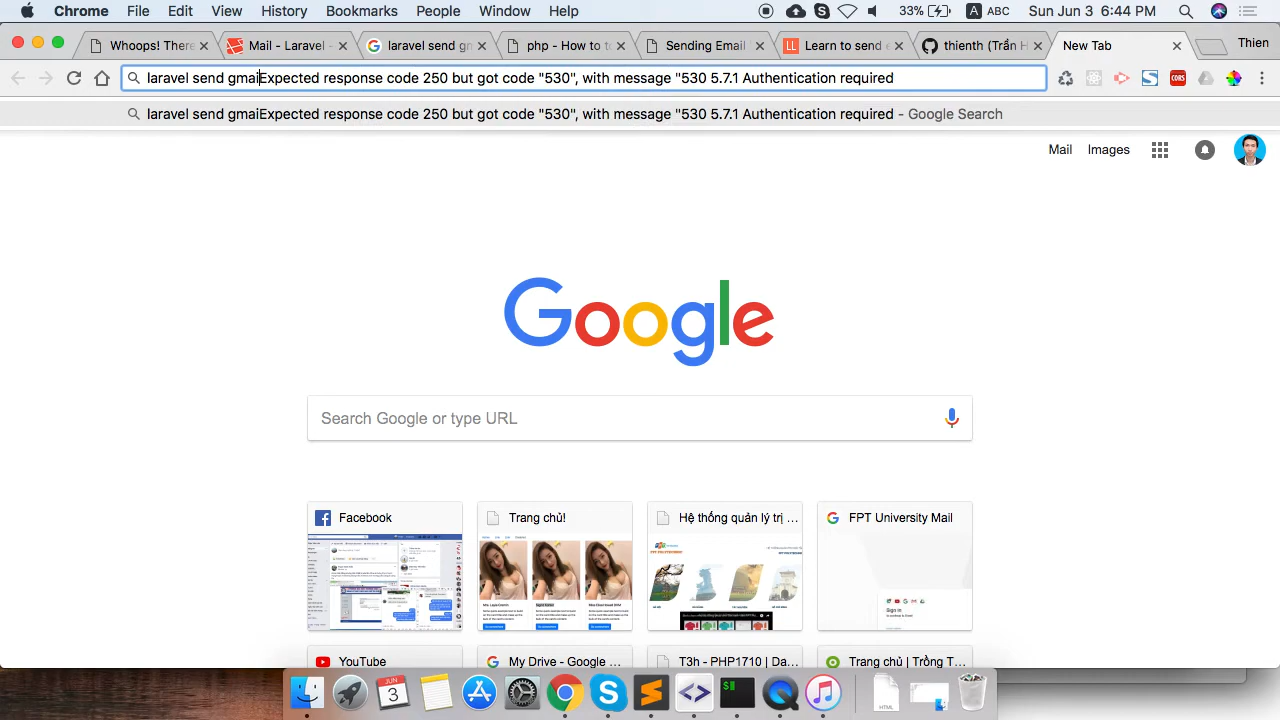 Chrome File Edit View History Bookmarks People Window Help 33% A ABC Sun Jun 3 6:44 PM
Whoops! There Mail - Laravel - laravel send gm php - How to to Sending Email Learn to send e thienth (Trần H New Tab Thien
laravel send gmaiExpected response code 250 but got code "530", with message "530 5.7.1 Authentication required
laravel send gmaiExpected response code 250 but got code "530", with message "530 5.7.1 Authentication required - Google Search
Mail Images
Google
Search Google or type URL
Facebook Trang chủ! Hệ thống quản lý trị ... FPT University Mail
YouTube My Drive - Google ... T3h - PHP1710 | Da... Trang chủ | Trồng T...